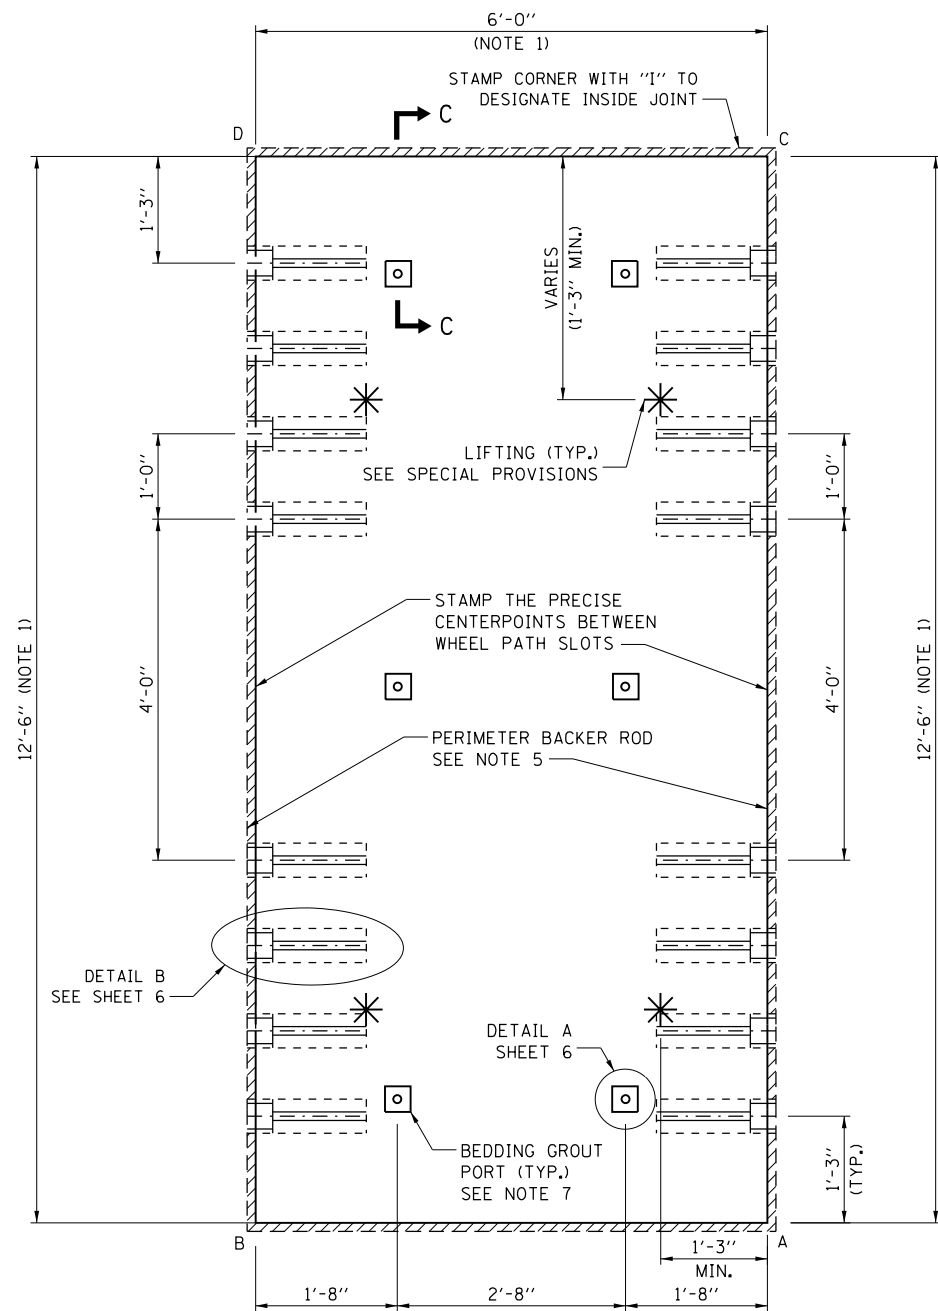 6'-0''
(NOTE 1)
STAMP CORNER WITH ''I'' TO
DESIGNATE INSIDE JOINT
C
D
C
1'-3''
VARIES
(1'-3'' MIN.)
C
LIFTING (TYP.)
SEE SPECIAL PROVISIONS
1'-0''
1'-0''
STAMP THE PRECISE
CENTERPOINTS BETWEEN
WHEEL PATH SLOTS
12'-6'' (NOTE 1)
4'-0''
4'-0''
12'-6'' (NOTE 1)
PERIMETER BACKER ROD
SEE NOTE 5
DETAIL B
SEE SHEET 6
DETAIL A
SHEET 6
BEDDING GROUT
PORT (TYP.)
SEE NOTE 7
1'-3''
(TYP.)
B
A
1'-3''
MIN.
1'-8''
2'-8''
1'-8''